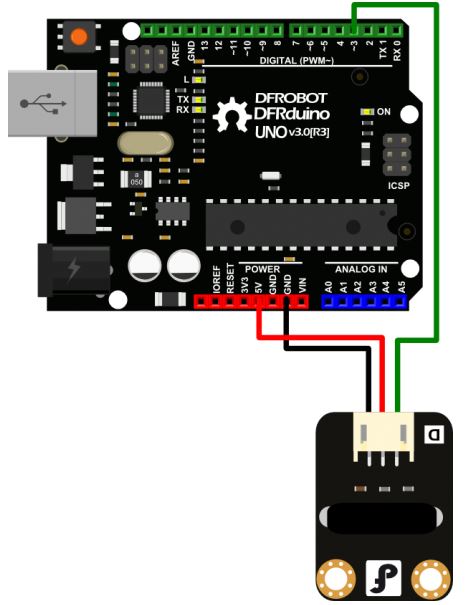 AREF
GND
13
12
~11
~10
~9
8
7
~6
~5
4
~3
2
TX 1
RX 0
DIGITAL (PWM~)
L
TX
RX
DFROBOT
DFRduino
UNO v3.0[R3]
ON
ICSP
a
050
POWER
ANALOG IN
IOREF
RESET
3V3
5V
GND
GND
VIN
A0
A1
A2
A3
A4
A5
D